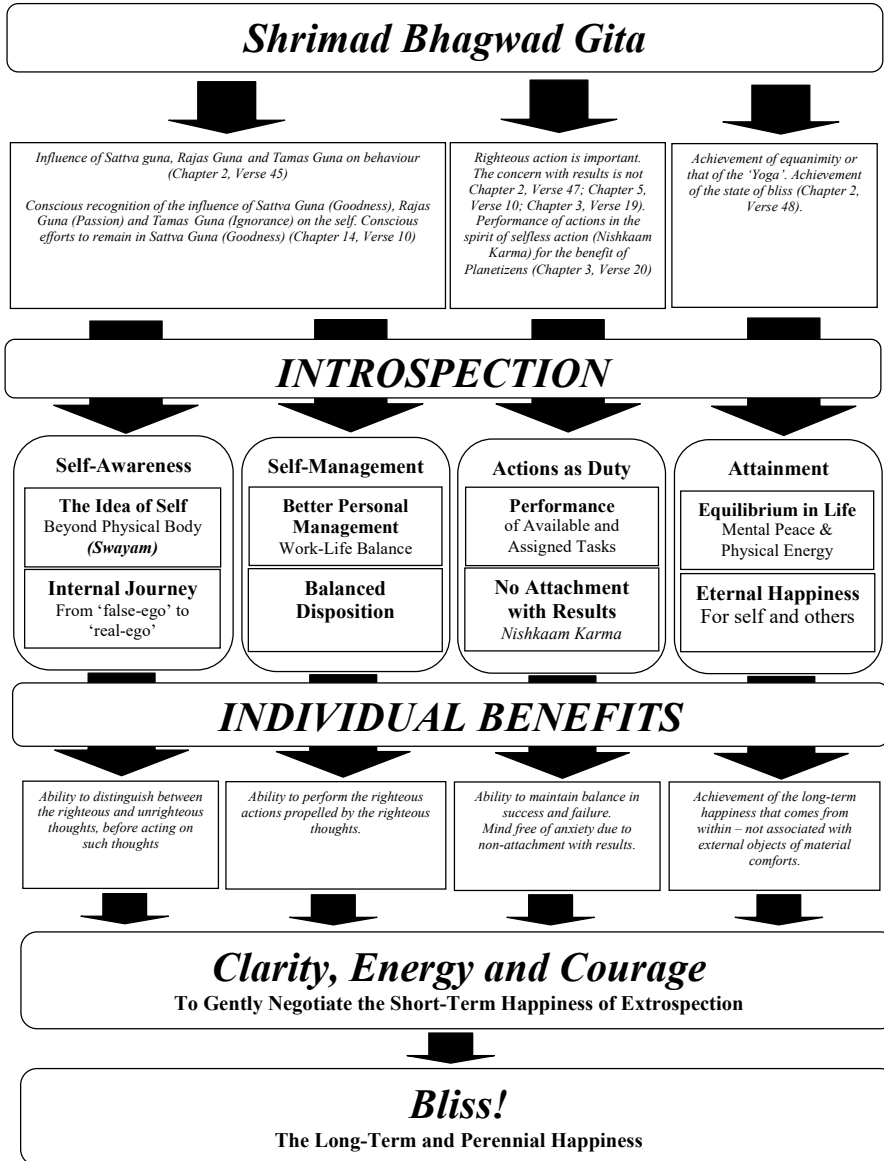 Shrimad Bhagwad Gita
Influence of Sattva guna, Rajas Guna and Tamas Guna on behaviour
(Chapter 2, Verse 45)
Conscious recognition of the influence of Sattva Guna (Goodness), Rajas
Guna (Passion) and Tamas Guna (Ignorance) on the self. Conscious
efforts to remain in Sattva Guna (Goodness) (Chapter 14, Verse 10)
Righteous action is important.
The concern with results is not
Chapter 2, Verse 47; Chapter 5,
Verse 10; Chapter 3, Verse 19).
Performance of actions in the
spirit of selfless action (Nishkaam
Karma) for the benefit of
Planetizens (Chapter 3, Verse 20)
Achievement of equanimity or
that of the ‘Yoga’. Achievement
of the state of bliss (Chapter 2,
Verse 48).
INTROSPECTION
Self-Awareness
The Idea of Self
Beyond Physical Body
(Swayam)
Internal Journey
From ‘false-ego’ to
‘real-ego’
Self-Management
Better Personal
Management
Work-Life Balance
Balanced
Disposition
Actions as Duty
Performance
of Available and
Assigned Tasks
No Attachment
with Results
Nishkaam Karma
Attainment
Equilibrium in Life
Mental Peace &
Physical Energy
Eternal Happiness
For self and others
INDIVIDUAL BENEFITS
Ability to distinguish between
the righteous and unrighteous
thoughts, before acting on
such thoughts
Ability to perform the righteous
actions propelled by the righteous
thoughts.
Ability to maintain balance in
success and failure.
Mind free of anxiety due to
non-attachment with results.
Achievement of the long-term
happiness that comes from
within – not associated with
external objects of material
comforts.
Clarity, Energy and Courage
To Gently Negotiate the Short-Term Happiness of Extrospection
Bliss!
The Long-Term and Perennial Happiness